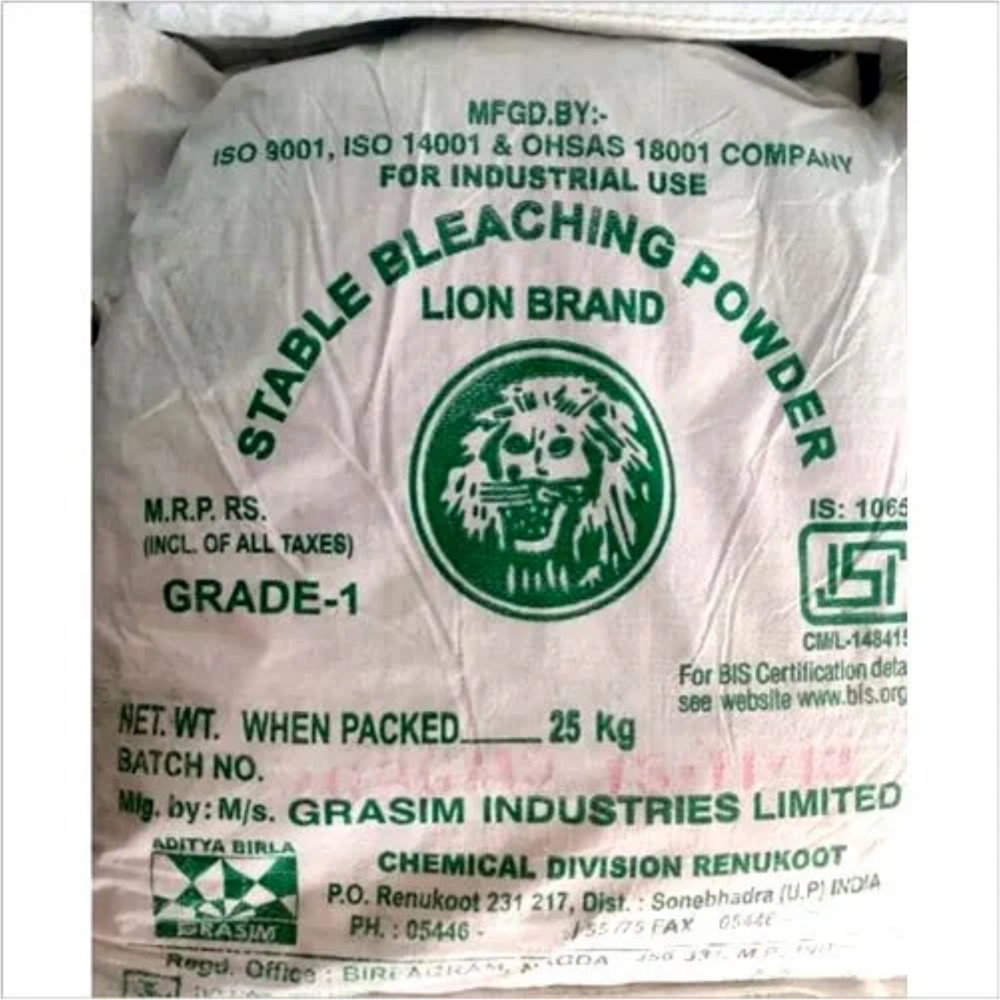 MFGD.BY:-
ISO 9001, ISO 14001 & OHSAS 18001 COMPANY
FOR INDUSTRIAL USE
STABLE BLEACHING POWDER
LION BRAND
M.R.P. RS.
(INCL. OF ALL TAXES)
GRADE-1
IS: 1065
ISI
CM/L-148415
For BIS Certification deta
see website www.bis.org
NET. WT. WHEN PACKED 25 Kg
BATCH NO.
Mfg. by: M/s. GRASIM INDUSTRIES LIMITED
ADITYA BIRLA
GRASIM
CHEMICAL DIVISION RENUKOOT
P.O. Renukoot 231 217, Dist. : Sonebhadra (U.P) INDIA
PH. : 05446 - FAX
Regd. Office :